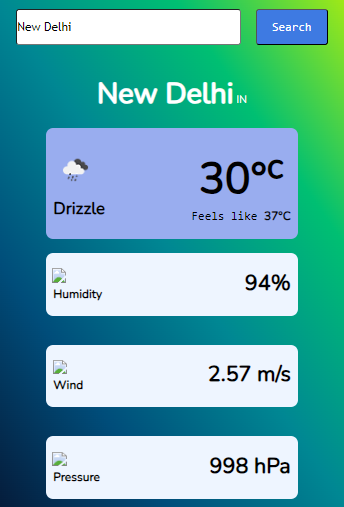 New Delhi Search
New Delhi IN
30°C
Drizzle
Feels like 37°C
94%
Humidity
2.57 m/s
Wind
998 hPa
Pressure